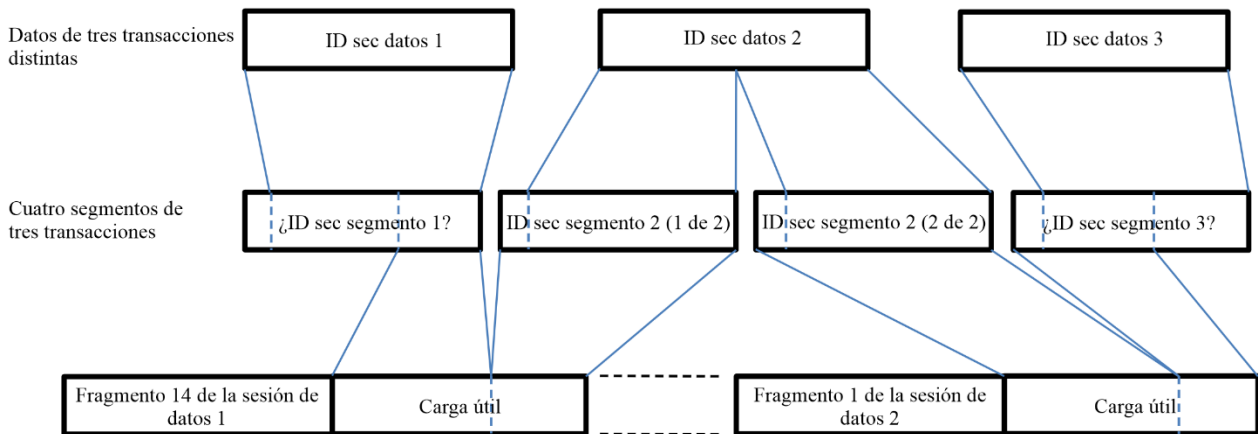 Datos de tres transacciones
distintas
ID sec datos 1
ID sec datos 2
ID sec datos 3
Cuatro segmentos de
tres transacciones
¿ID sec segmento 1?
ID sec segmento 2 (1 de 2)
ID sec segmento 2 (2 de 2)
¿ID sec segmento 3?
Fragmento 14 de la sesión de
datos 1
Carga útil
Fragmento 1 de la sesión de
datos 2
Carga útil